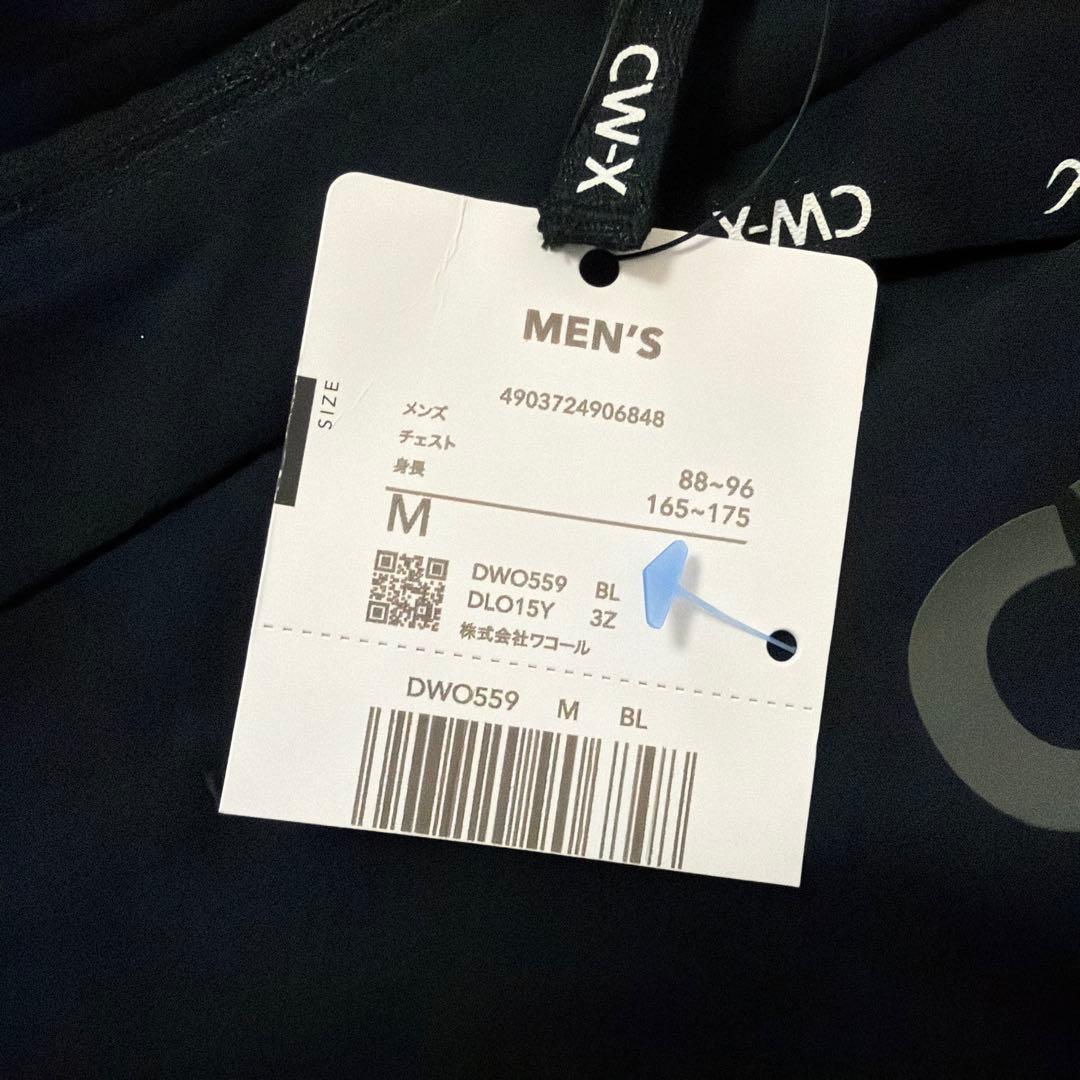 CW-X
CW-X
MEN'S
4903724906848
SIZE
メンズ
チェスト 88~96
身長 165~175
M
DWO559 BL
DLO15Y 3Z
株式会社ワコール
DWO559 M BL